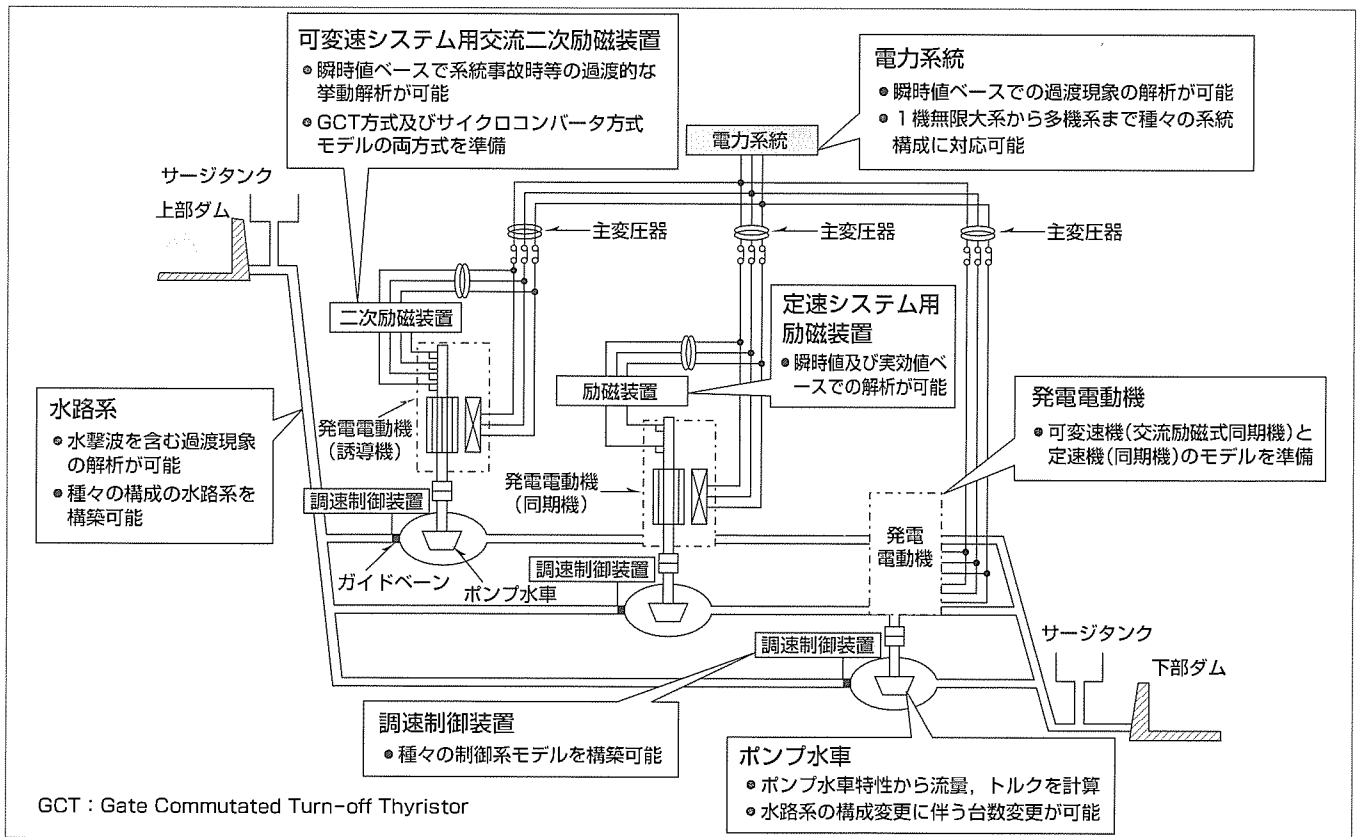 可変速システム用交流二次励磁装置
● 瞬時値ベースで系統事故時等の過渡的な
挙動解析が可能
● GCT方式及びサイクロコンバータ方式
モデルの両方式を準備
電力系統
● 瞬時値ベースでの過渡現象の解析が可能
● 1機無限大系から多機系まで種々の系統
構成に対応可能
電力系統
サージタンク
上部ダム
主変圧器
主変圧器
主変圧器
二次励磁装置
定速システム用
励磁装置
● 瞬時値及び実効値ベ
ースでの解析が可能
励磁装置
水路系
● 水撃波を含む過渡現象
の解析が可能
● 種々の構成の水路系を
構築可能
発電電動機
(誘導機)
発電電動機
● 可変速機(交流励磁式同期機)と
定速機(同期機)のモデルを準備
発電電動機
(同期機)
調速制御装置
発電
電動機
ガイドベーン
ポンプ水車
調速制御装置
調速制御装置
サージタンク
下部ダム
調速制御装置
● 種々の制御系モデルを構築可能
ポンプ水車
● ポンプ水車特性から流量，トルクを計算
● 水路系の構成変更に伴う台数変更が可能
GCT：Gate Commutated Turn-off Thyristor